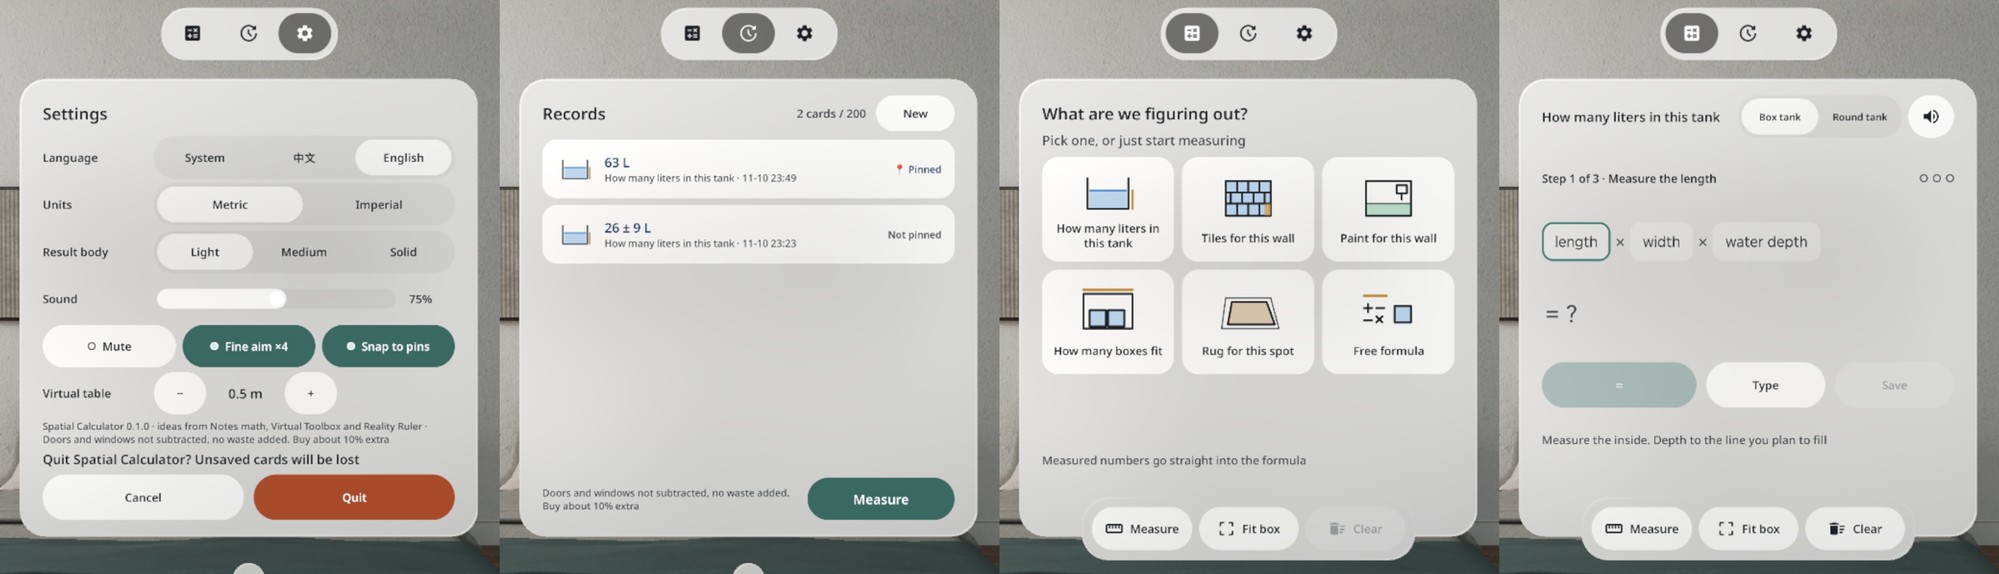 Settings
Language
System
中文
English
Units
Metric
Imperial
Result body
Light
Medium
Solid
Sound
75%
Mute
Fine aim ×4
Snap to pins
Virtual table
−
0.5 m
+
Spatial Calculator 0.1.0 · ideas from Notes math, Virtual Toolbox and Reality Ruler ·
Doors and windows not subtracted, no waste added. Buy about 10% extra
Quit Spatial Calculator? Unsaved cards will be lost
Cancel
Quit
Records
2 cards / 200
New
63 L
How many liters in this tank · 11-10 23:49
Pinned
26 ± 9 L
How many liters in this tank · 11-10 23:23
Not pinned
Doors and windows not subtracted, no waste added.
Buy about 10% extra
Measure
What are we figuring out?
Pick one, or just start measuring
How many liters in
this tank
Tiles for this wall
Paint for this wall
How many boxes fit
Rug for this spot
Free formula
Measured numbers go straight into the formula
Measure
Fit box
Clear
How many liters in this tank
Box tank
Round tank
Step 1 of 3 · Measure the length
length × width × water depth
= ?
=
Type
Save
Measure the inside. Depth to the line you plan to fill
Measure
Fit box
Clear